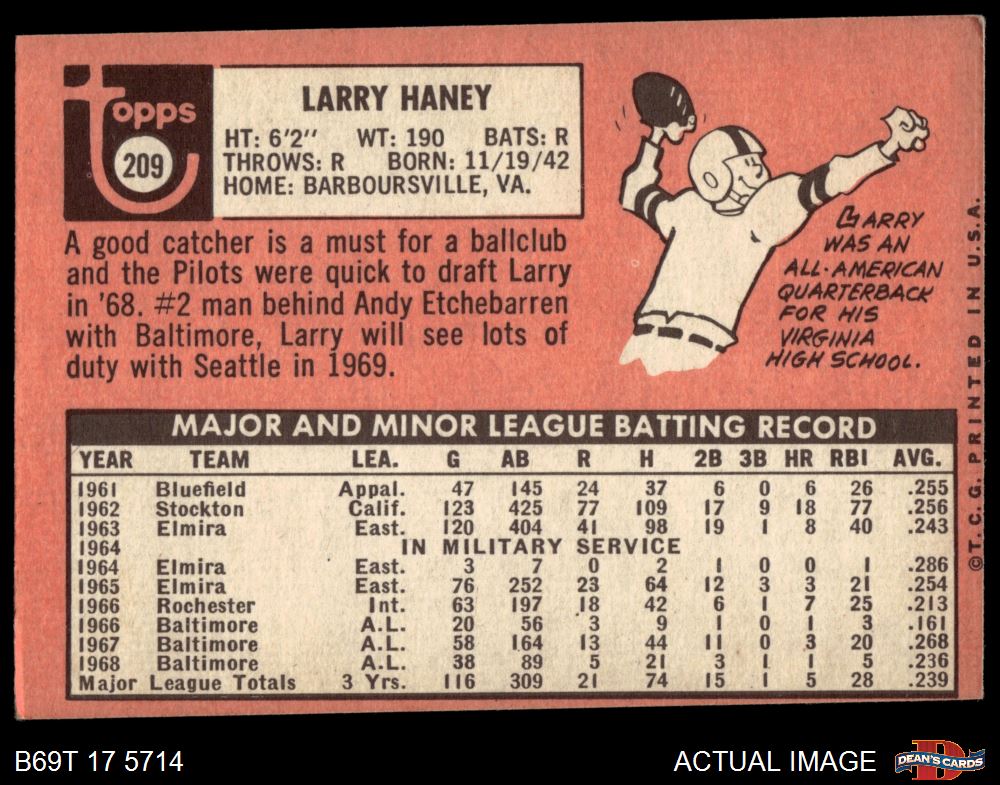 topps
209
LARRY HANEY
HT: 6'2" WT: 190 BATS: R
THROWS: R BORN: 11/19/42
HOME: BARBOURSVILLE, VA.
A good catcher is a must for a ballclub
and the Pilots were quick to draft Larry
in '68. #2 man behind Andy Etchebarren
with Baltimore, Larry will see lots of
duty with Seattle in 1969.
LARRY
WAS AN
ALL-AMERICAN
QUARTERBACK
FOR HIS
VIRGINIA
HIGH SCHOOL.
©T.C.G. PRINTED IN U.S.A.
MAJOR AND MINOR LEAGUE BATTING RECORD
YEAR TEAM LEA. G AB R H 2B 3B HR RBI AVG.
1961 Bluefield Appal. 47 145 24 37 6 0 6 26 .255
1962 Stockton Calif. 123 425 77 109 17 9 18 77 .256
1963 Elmira East. 120 404 41 98 19 1 8 40 .243
1964 IN MILITARY SERVICE
1964 Elmira East. 3 7 0 2 1 0 0 1 .286
1965 Elmira East. 76 252 23 64 12 3 3 21 .254
1966 Rochester Int. 63 197 18 42 6 1 7 25 .213
1966 Baltimore A.L. 20 56 3 9 1 0 1 3 .161
1967 Baltimore A.L. 58 164 13 44 11 0 3 20 .268
1968 Baltimore A.L. 38 89 5 21 3 1 1 5 .236
Major League Totals 3 Yrs. 116 309 21 74 15 1 5 28 .239
B69T 17 5714
ACTUAL IMAGE
DEAN'S CARDS